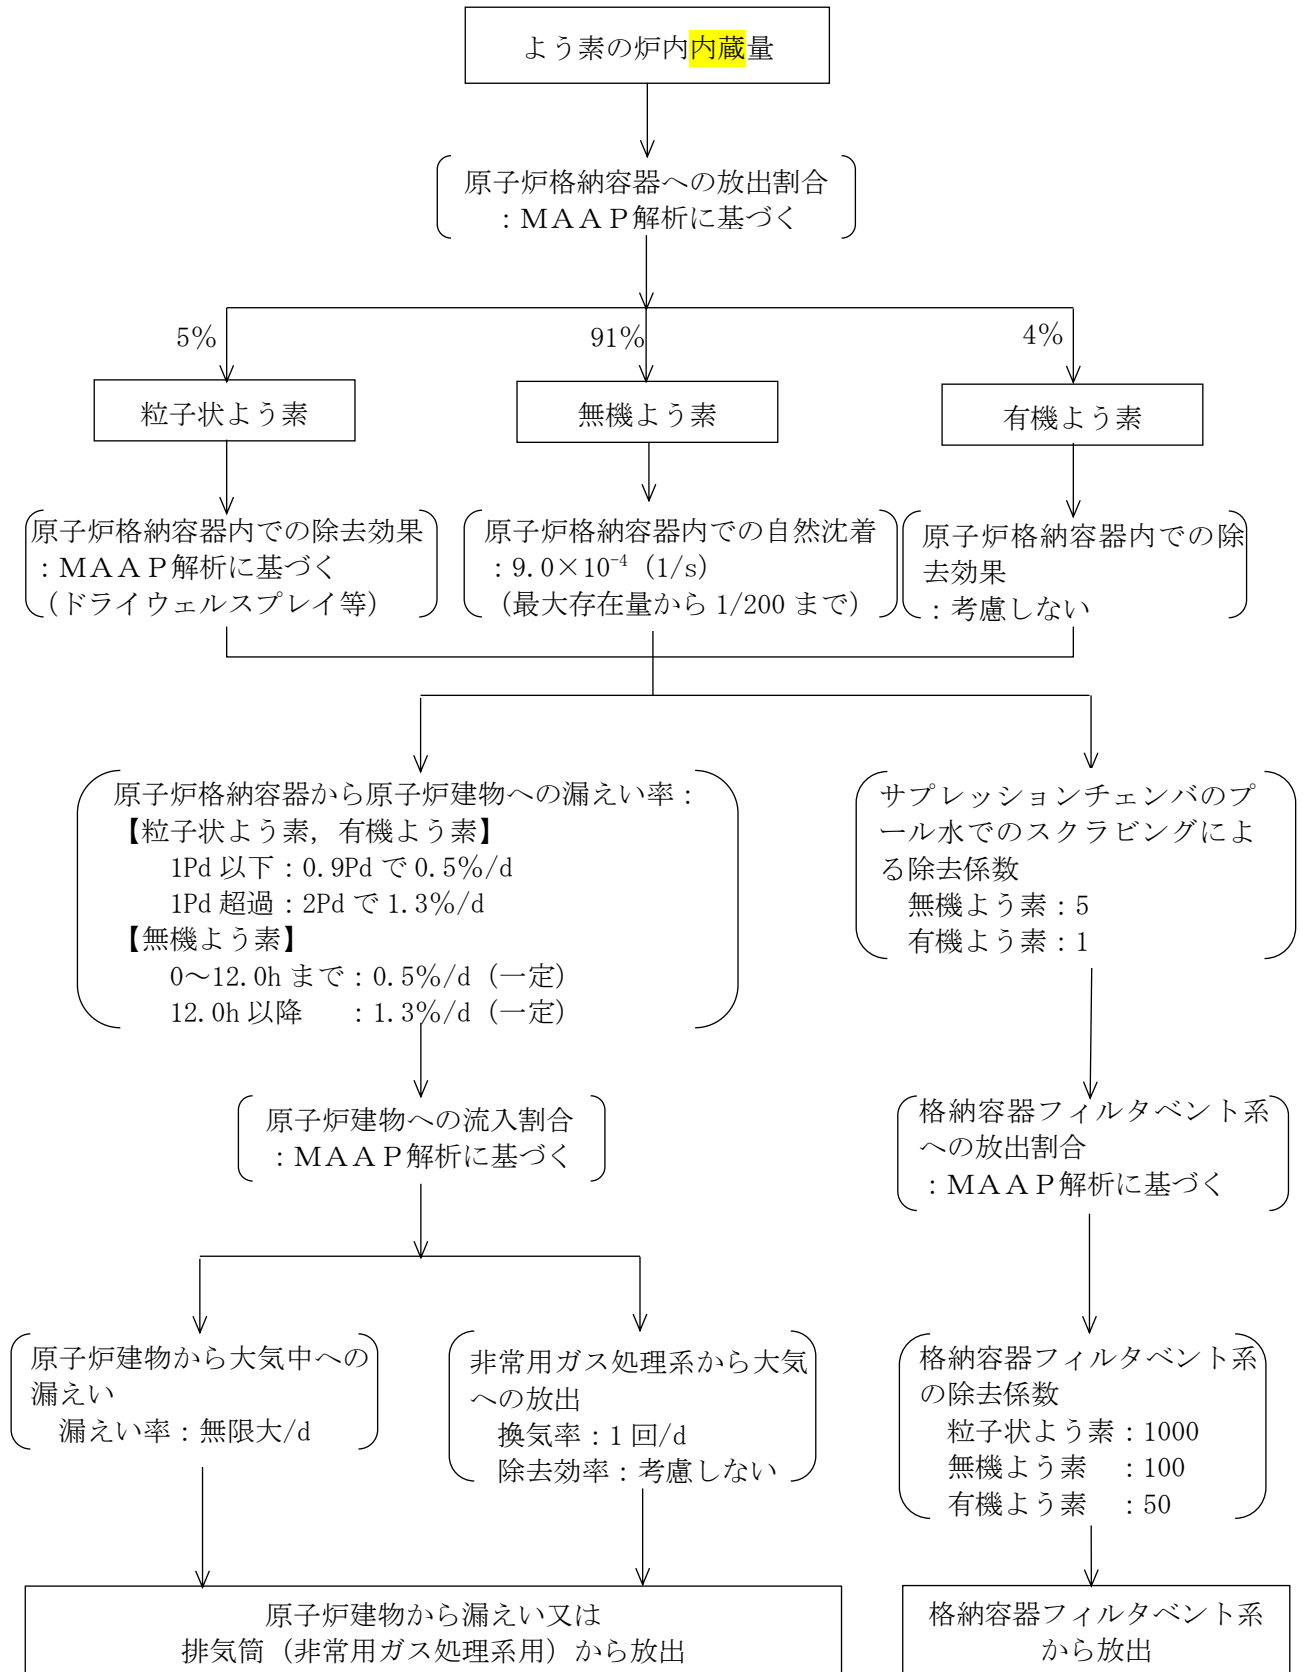 よう素の炉内内蔵量
原子炉格納容器への放出割合
：ＭＡＡＰ解析に基づく
5%
91%
4%
粒子状よう素
無機よう素
有機よう素
原子炉格納容器内での除去効果
：ＭＡＡＰ解析に基づく
（ドライウェルスプレイ等）
原子炉格納容器内での自然沈着
：9.0×10⁻⁴（1/s）
（最大存在量から 1/200 まで）
原子炉格納容器内での除
去効果
：考慮しない
原子炉格納容器から原子炉建物への漏えい率：
【粒子状よう素，有機よう素】
1Pd 以下：0.9Pd で 0.5%/d
1Pd 超過：2Pd で 1.3%/d
【無機よう素】
0～12.0h まで：0.5%/d（一定）
12.0h 以降　　：1.3%/d（一定）
サプレッションチェンバのプ
ール水でのスクラビングによ
る除去係数
無機よう素：5
有機よう素：1
原子炉建物への流入割合
：ＭＡＡＰ解析に基づく
格納容器フィルタベント系
への放出割合
：ＭＡＡＰ解析に基づく
原子炉建物から大気中への
漏えい
漏えい率：無限大/d
非常用ガス処理系から大気
への放出
換気率：1 回/d
除去効率：考慮しない
格納容器フィルタベント系
の除去係数
粒子状よう素：1000
無機よう素　：100
有機よう素　：50
原子炉建物から漏えい又は
排気筒（非常用ガス処理系用）から放出
格納容器フィルタベント系
から放出